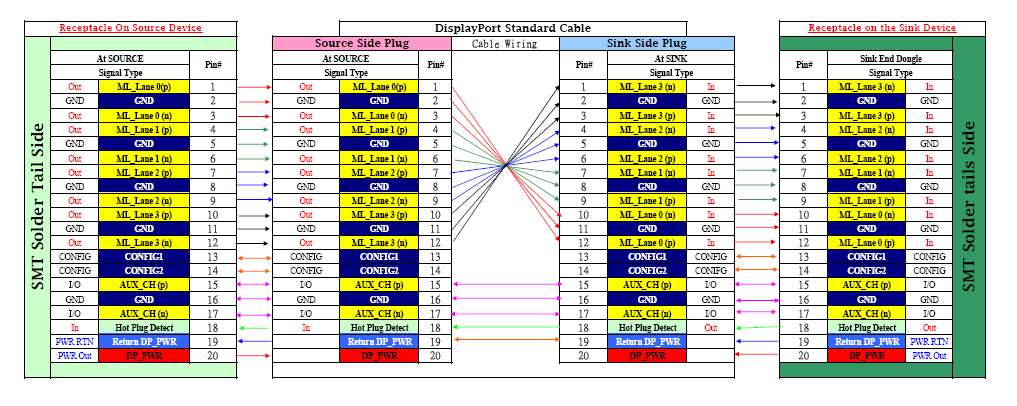 Receptacle On Source Device DisplayPort Standard Cable Receptacle on the Sink Device
Source Side Plug Cable Wiring Sink Side Plug
At SOURCE Pin# At SOURCE Pin# Pin# At SINK Pin# Sink End Dongle
Signal Type Signal Type Signal Type Signal Type
Out ML_Lane 0(p) 1 Out ML_Lane 0(p) 1 1 ML_Lane 3 (n) In 1 ML_Lane 3 (n) In
GND GND 2 GND GND 2 2 GND GND 2 GND GND
Out ML_Lane 0 (n) 3 Out ML_Lane 0 (n) 3 3 ML_Lane 3 (p) In 3 ML_Lane 3 (p) In
Out ML_Lane 1 (p) 4 Out ML_Lane 1 (p) 4 4 ML_Lane 2 (n) In 4 ML_Lane 2 (n) In
GND GND 5 GND GND 5 5 GND GND 5 GND GND
Out ML_Lane 1 (n) 6 Out ML_Lane 1 (n) 6 6 ML_Lane 2 (p) In 6 ML_Lane 2 (p) In
Out ML_Lane 2 (p) 7 Out ML_Lane 2 (p) 7 7 ML_Lane 1 (n) In 7 ML_Lane 1 (n) In
GND GND 8 GND GND 8 8 GND GND 8 GND GND
Out ML_Lane 2 (n) 9 Out ML_Lane 2 (n) 9 9 ML_Lane 1 (p) In 9 ML_Lane 1 (p) In
Out ML_Lane 3 (p) 10 Out ML_Lane 3 (p) 10 10 ML_Lane 0 (n) In 10 ML_Lane 0 (n) In
GND GND 11 GND GND 11 11 GND GND 11 GND GND
Out ML_Lane 3 (n) 12 Out ML_Lane 3 (n) 12 12 ML_Lane 0 (p) In 12 ML_Lane 0 (p) In
CONFIG CONFIG1 13 CONFIG CONFIG1 13 13 CONFIG1 CONIFG 13 CONFIG1 CONIFG
CONFIG CONFIG2 14 CONFIG CONFIG2 14 14 CONFIG2 CONIFG 14 CONFIG2 CONIFG
I/O AUX_CH (p) 15 I/O AUX_CH (p) 15 15 AUX_CH (p) I/O 15 AUX_CH (p) I/O
GND GND 16 GND GND 16 16 GND GND 16 GND GND
I/O AUX_CH (n) 17 I/O AUX_CH (n) 17 17 AUX_CH (n) I/O 17 AUX_CH (n) I/O
In Hot Plug Detect 18 In Hot Plug Detect 18 18 Hot Plug Detect Out 18 Hot Plug Detect Out
PWR RTN Return DP_PWR 19 Return DP_PWR 19 19 Return DP_PWR 19 Return DP_PWR PWR RTN
PWR Out DP_PWR 20 DP_PWR 20 20 DP_PWR 20 DP_PWR PWR Out
SMT Solder Tail Side
SMT Solder tails Side